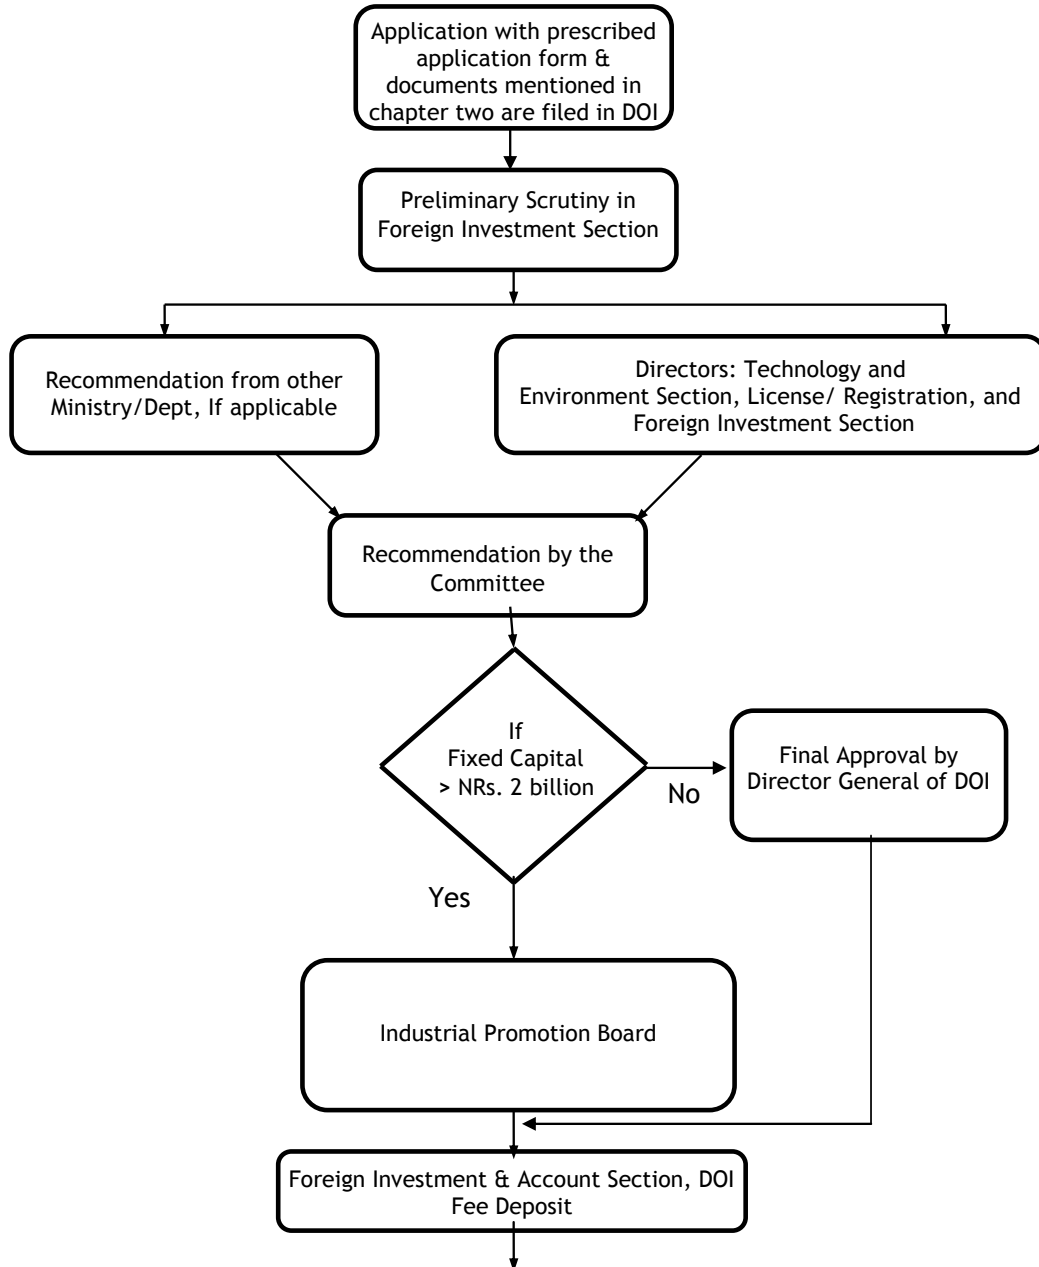 Application with prescribed
application form &
documents mentioned in
chapter two are filed in DOI
Preliminary Scrutiny in
Foreign Investment Section
Recommendation from other
Ministry/Dept, If applicable
Directors: Technology and
Environment Section, License/ Registration, and
Foreign Investment Section
Recommendation by the
Committee
If
Fixed Capital
> NRs. 2 billion
No
Final Approval by
Director General of DOI
Yes
Industrial Promotion Board
Foreign Investment & Account Section, DOI
Fee Deposit